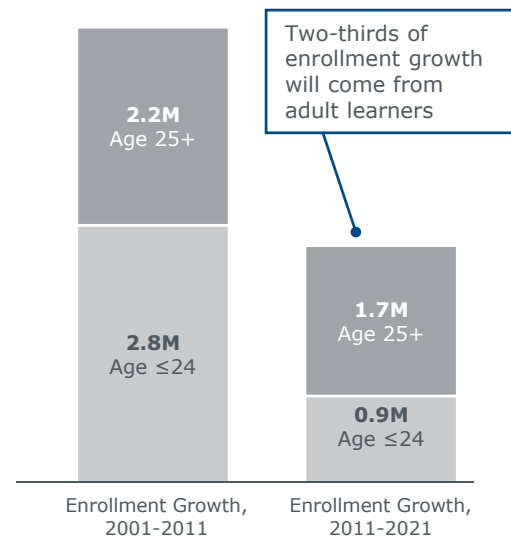 Two-thirds of
enrollment growth
will come from
adult learners
2.2M
Age 25+
2.8M
Age ≤24
1.7M
Age 25+
0.9M
Age ≤24
Enrollment Growth,
2001-2011
Enrollment Growth,
2011-2021